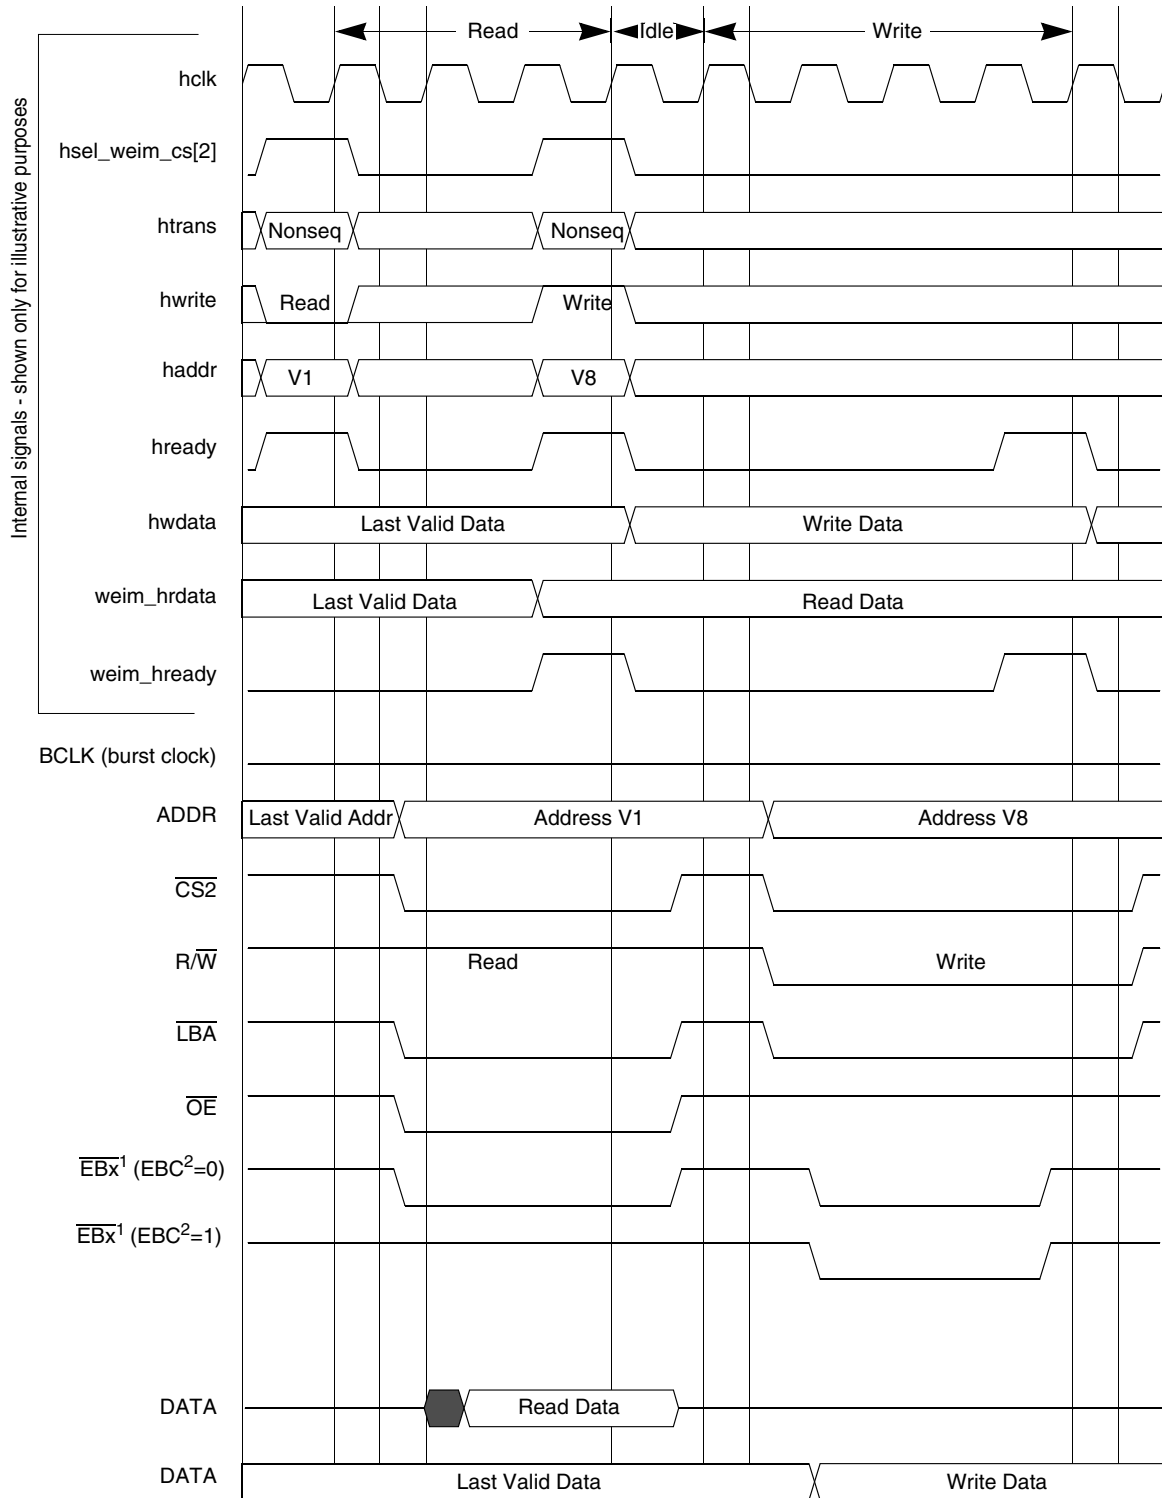 Read Idle Write
Internal signals - shown only for illustrative purposes
hclk
hsel_weim_cs[2]
htrans Nonseq Nonseq
hwrite Read Write
haddr V1 V8
hready
hwdata Last Valid Data Write Data
weim_hrdata Last Valid Data Read Data
weim_hready
BCLK (burst clock)
ADDR Last Valid Addr Address V1 Address V8
CS2
R/W Read Write
LBA
OE
EBx¹ (EBC²=0)
EBx¹ (EBC²=1)
DATA Read Data
DATA Last Valid Data Write Data